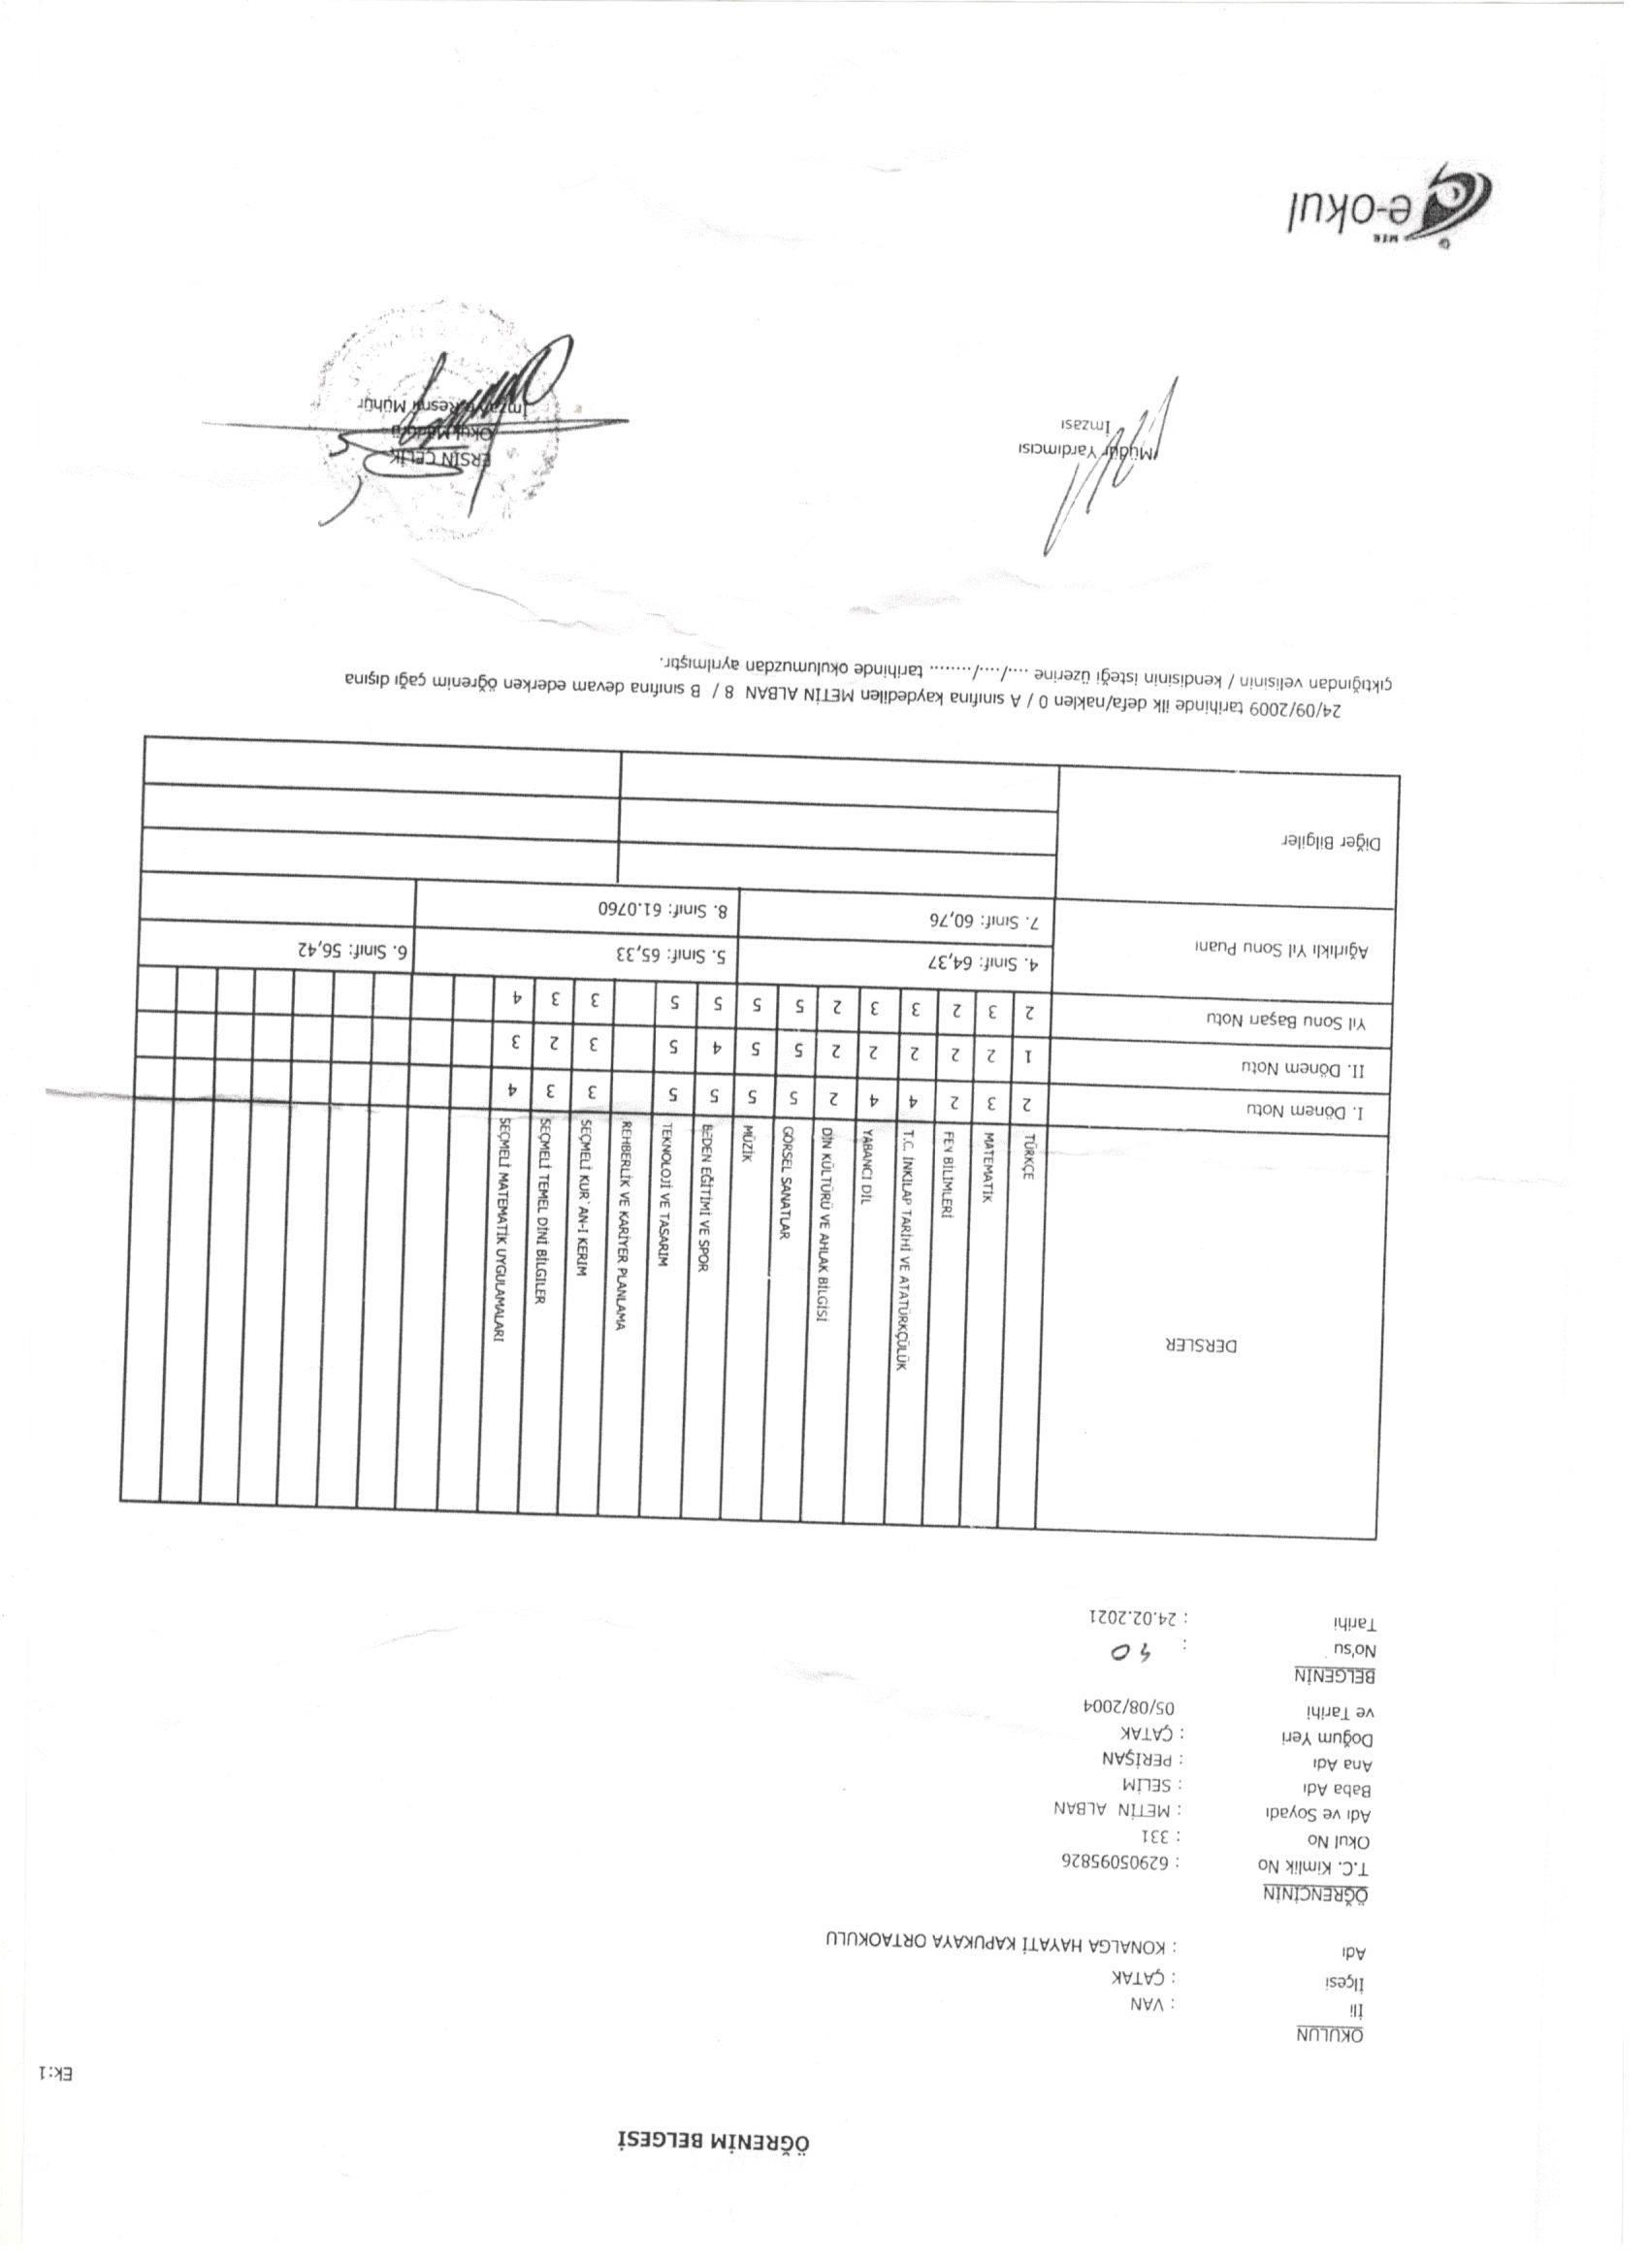 ÖĞRENİM BELGESİ
Ek:1
OKULUN
İli : VAN
İlçesi : ÇATAK
Adı : KONALGA HAYATİ KAPUKAYA ORTAOKULU
ÖĞRENCİNİN
T.C. Kimlik No : 62905095826
Okul No : 331
Adı ve Soyadı : METİN ALBAN
Baba Adı : SELİM
Ana Adı : PERİŞAN
Doğum Yeri : ÇATAK
ve Tarihi 05/08/2004
BELGENİN
No'su :
Tarihi : 24.02.2021
DERSLER
TÜRKÇE
MATEMATİK
FEN BİLİMLERİ
T.C. İNKILAP TARİHİ VE ATATÜRKÇÜLÜK
YABANCI DİL
DİN KÜLTÜRÜ VE AHLAK BİLGİSİ
GÖRSEL SANATLAR
MÜZİK
BEDEN EĞİTİMİ VE SPOR
TEKNOLOJİ VE TASARIM
REHBERLİK VE KARİYER PLANLAMA
SEÇMELİ KUR`AN-I KERİM
SEÇMELİ TEMEL DİNİ BİLGİLER
SEÇMELİ MATEMATİK UYGULAMALARI
I. Dönem Notu 2 3 2 4 4 2 5 5 5 5 3 3 4
II. Dönem Notu 1 2 2 2 2 2 5 5 4 5 3 2 3
Yıl Sonu Başarı Notu 2 3 2 3 3 2 5 5 5 5 3 3 4
Ağırlıklı Yıl Sonu Puanı
4. Sınıf: 64,37 5. Sınıf: 65,33 6. Sınıf: 56,42
7. Sınıf: 60,76 8. Sınıf: 61.0760
Diğer Bilgiler
24/09/2009 tarihinde ilk defa/naklen 0 / A sınıfına kaydedilen METİN ALBAN 8 / B sınıfına devam ederken öğrenim çağı dışına
çıktığından velisinin / kendisinin isteği üzerine ..../..../........ tarihinde okulumuzdan ayrılmıştır.
Müdür Yardımcısı
İmzası
ERSİN ÇELİK
Okul Müdürü
İmza ve Resmi Mühür
MEB
e-okul